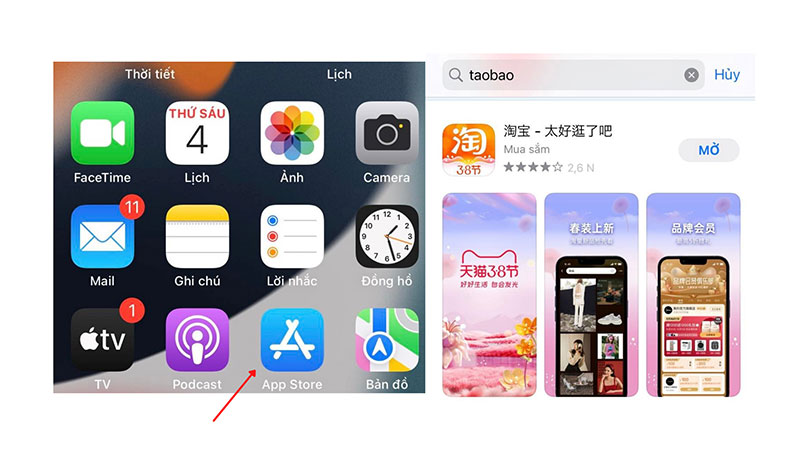 Thời tiết
Lịch
THỨ SÁU
4
FaceTime
Lịch
Ảnh
Camera
11
Mail
Ghi chú
Lời nhắc
Đồng hồ
1
tv
TV
Podcast
App Store
Bản đồ
taobao
Hủy
淘
3.8节
淘宝 - 太好逛了吧
Mua sắm
2,6 N
MỞ
天猫3.8节
好好生活 自会发光
春装上新
品牌会员